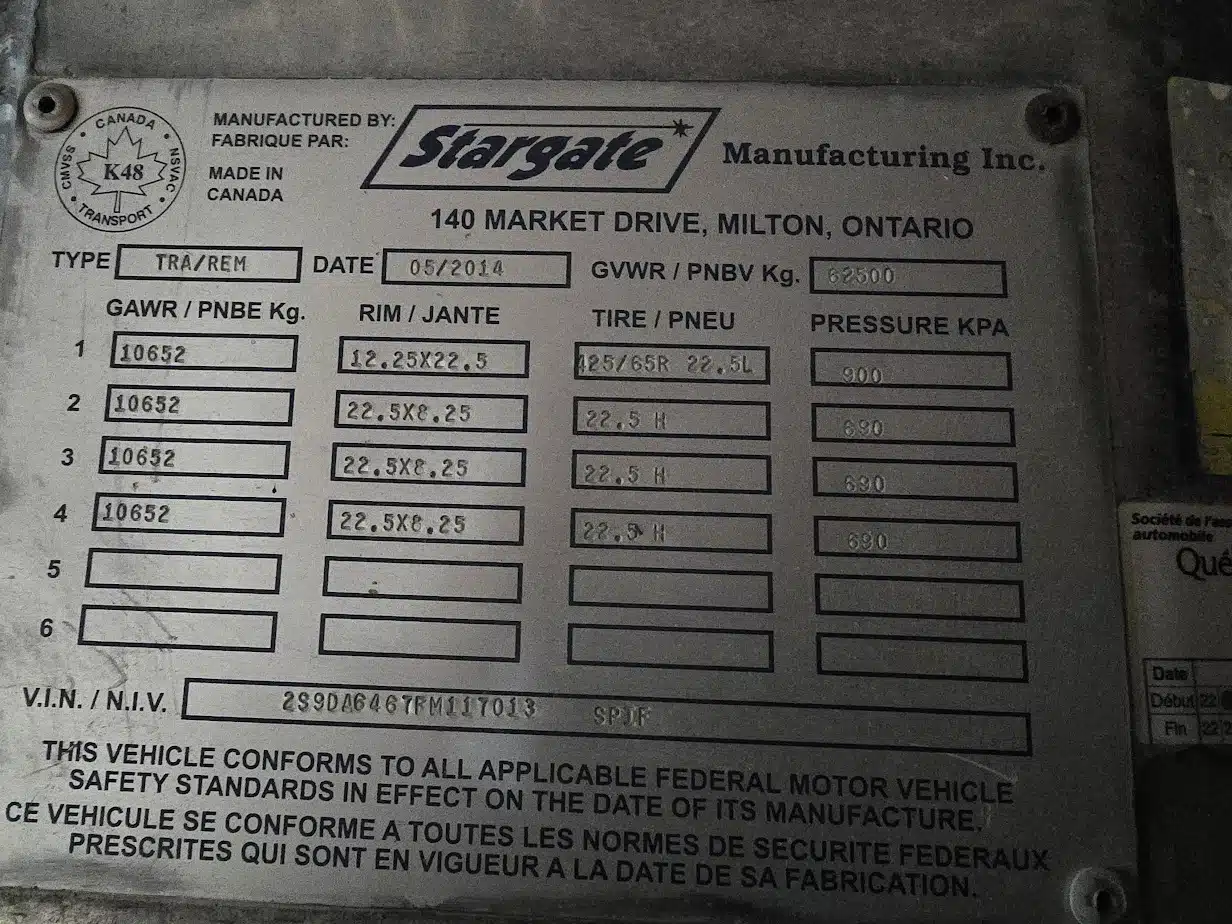 CANADA
CMVSS K48 NSVAC
TRANSPORT
MANUFACTURED BY:
FABRIQUE PAR:
MADE IN
CANADA
Stargate Manufacturing Inc.
140 MARKET DRIVE, MILTON, ONTARIO
TYPE TRA/REM DATE 05/2014 GVWR / PNBV Kg. 62500
GAWR / PNBE Kg. RIM / JANTE TIRE / PNEU PRESSURE KPA
1 10652 12.25X22.5 425/65R 22.5L 900
2 10652 22.5X8.25 22.5 H 690
3 10652 22.5X8.25 22.5 H 690
4 10652 22.5X8.25 22.5 H 690
5
6
V.I.N. / N.I.V. 2S9DA6467FM117013 SPIF
THIS VEHICLE CONFORMS TO ALL APPLICABLE FEDERAL MOTOR VEHICLE
SAFETY STANDARDS IN EFFECT ON THE DATE OF ITS MANUFACTURE.
CE VEHICULE SE CONFORME A TOUTES LES NORMES DE SECURITE FEDERAUX
PRESCRITES QUI SONT EN VIGUEUR A LA DATE DE SA FABRICATION.
Société de
automobile
Date
Début 22
Fin 22